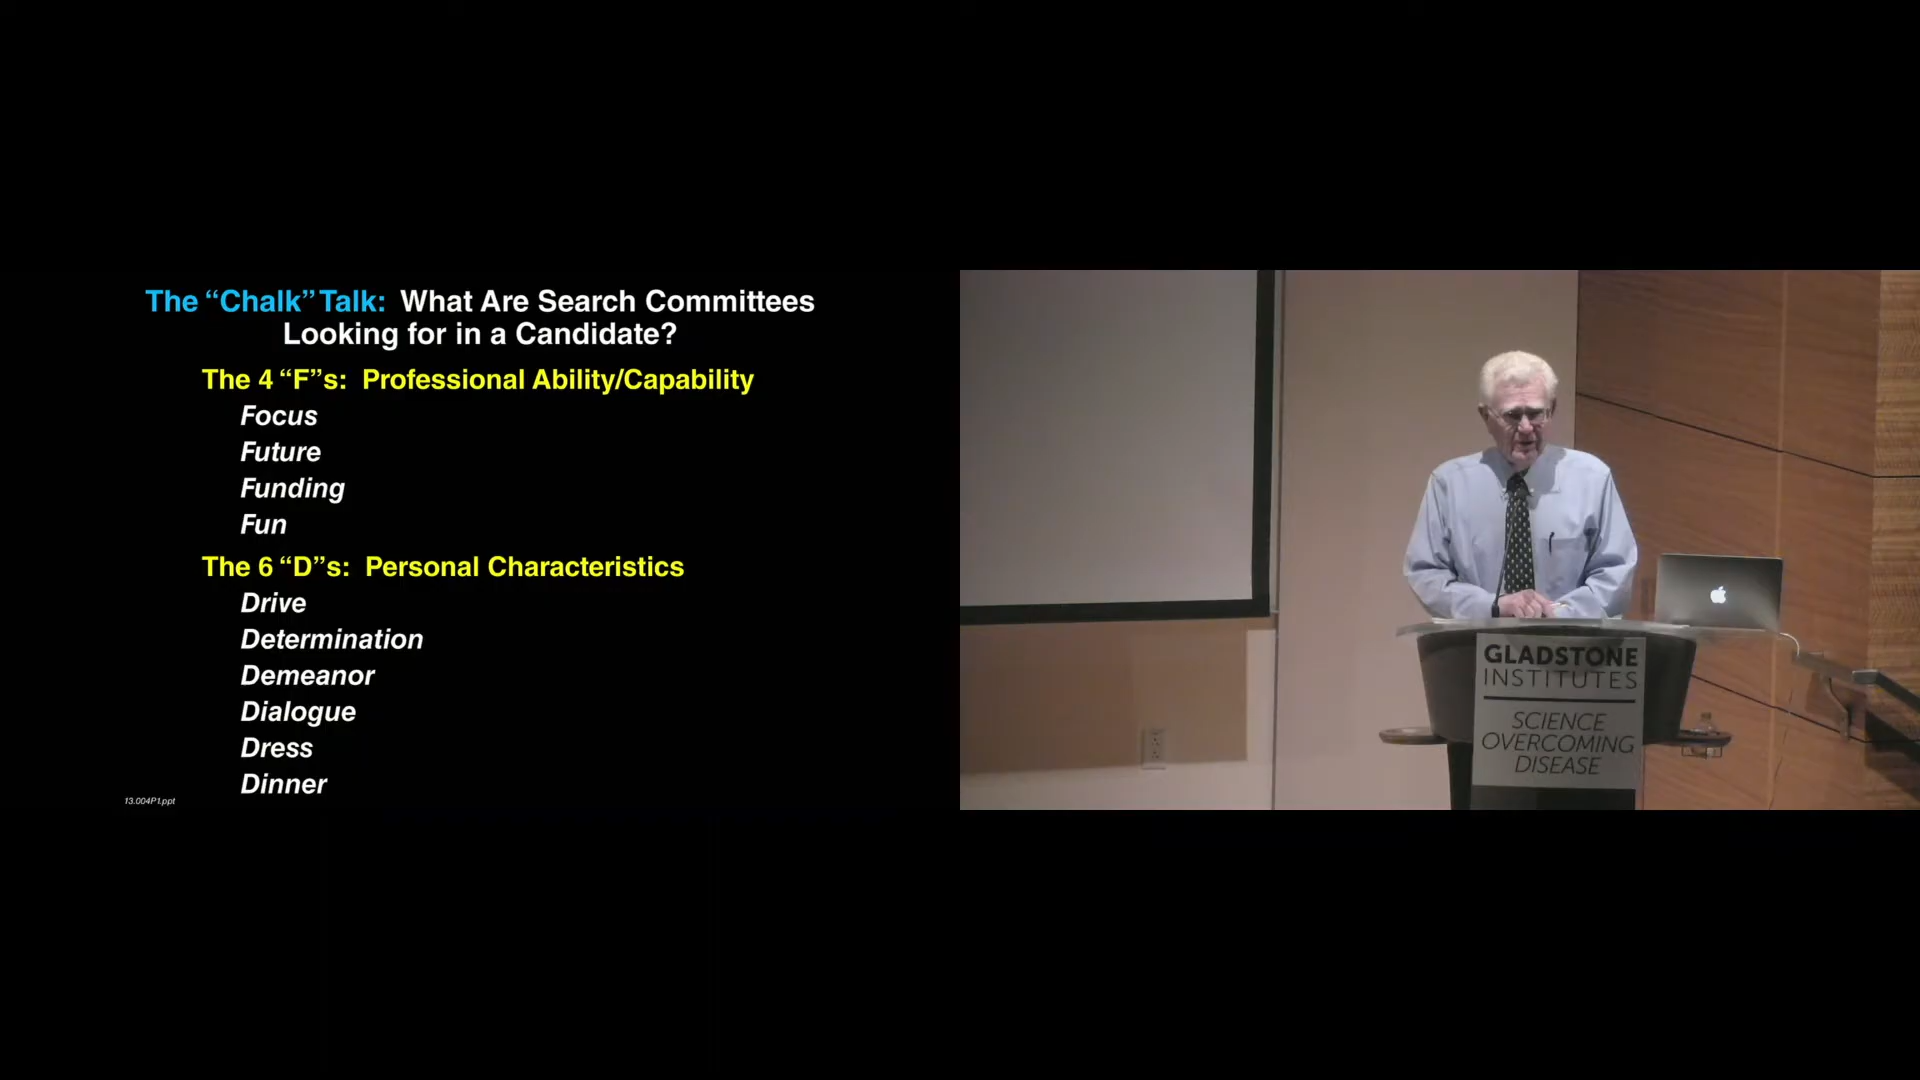 The “Chalk” Talk: What Are Search Committees
Looking for in a Candidate?
The 4 “F”s: Professional Ability/Capability
Focus
Future
Funding
Fun
The 6 “D”s: Personal Characteristics
Drive
Determination
Demeanor
Dialogue
Dress
Dinner
13.004P1.ppt
GLADSTONE
INSTITUTES
SCIENCE
OVERCOMING
DISEASE